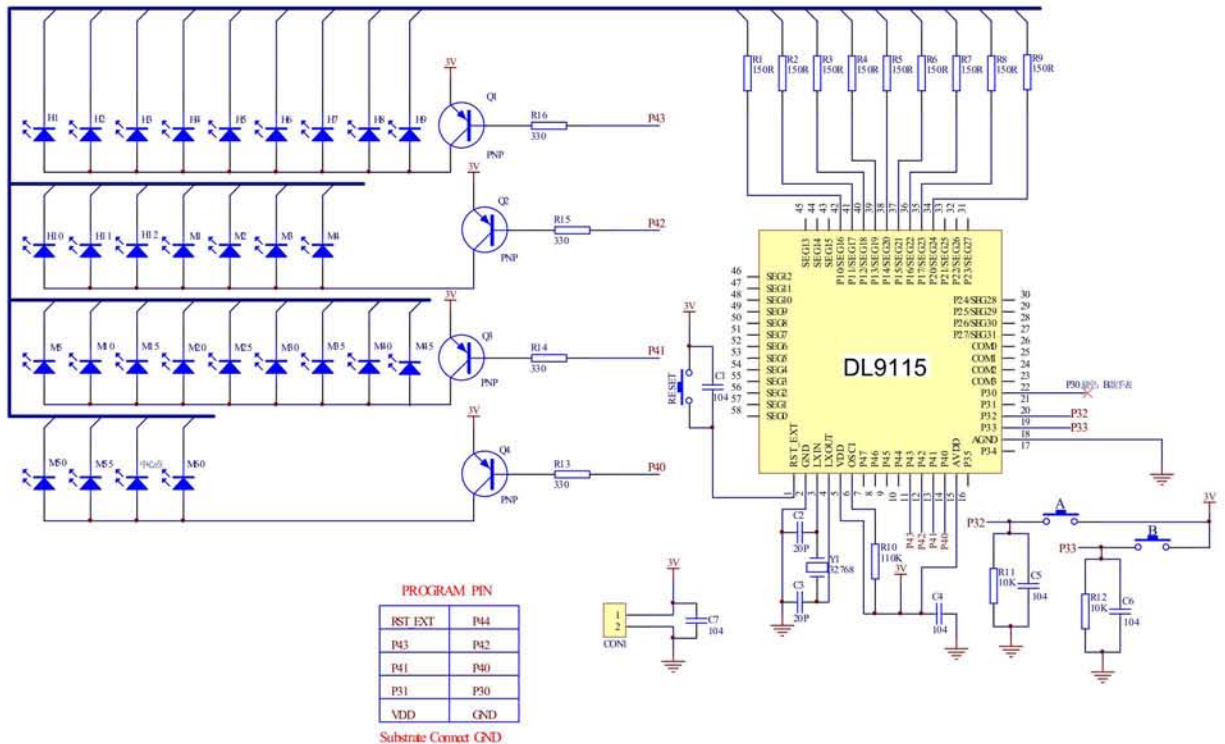 R1 150R
R2 150R
R3 150R
R4 150R
R5 150R
R6 150R
R7 150R
R8 150R
R9 150R
3V
Q1
H1 H2 H3 H4 H5 H6 H7 H8 H9
R16
330
P43
PNP
3V
Q2
H10 H11 H12 M1 M2 M3 M4
R15
330
P42
PNP
3V
Q3
M5 M10 M15 M20 M25 M30 M35 M40 M45
R14
330
P41
PNP
3V
Q4
M50 M55 中心点 M60
R13
330
P40
PNP
45 44 43 42 41 40 39 38 37 36 35 34 33 32 31
SEG13
SEG14
SEG15
P10/SEG16
P11/SEG17
P12/SEG18
P13/SEG19
P14/SEG20
P15/SEG21
P16/SEG22
P17/SEG23
P20/SEG24
P21/SEG25
P22/SEG26
P23/SEG27
46 SEG12
47 SEG11
48 SEG10
49 SEG9
50 SEG8
51 SEG7
52 SEG6
53 SEG5
54 SEG4
55 SEG3
56 SEG2
57 SEG1
58 SEG0
DL9115
P24/SEG28 30
P25/SEG29 29
P26/SEG30 28
P27/SEG31 27
COM0 26
COM1 25
COM2 24
COM3 23
P30 22
P31 21
P32 20
P33 19
AGND 18
P34 17
P30
P32
P33
RST_EXT
GND
LXIN
LXOUT
VDD
OSC1
P47
P46
P45
P44
P43
P42
P41
P40
AVDD
P35
1 2 3 4 5 6 7 8 9 10 11 12 13 14 15 16
3V
RESET
C1
104
C2
20P
Y1
32768
C3
20P
R10
110K
P43
P42
P41
P40
3V
C4
104
P32
A
3V
P33
B
R11
10K
C5
104
R12
10K
C6
104
3V
1
2
CON1
C7
104
PROGRAM PIN
RST_EXT P44
P43 P42
P41 P40
P31 P30
VDD GND
Substrate Connect GND